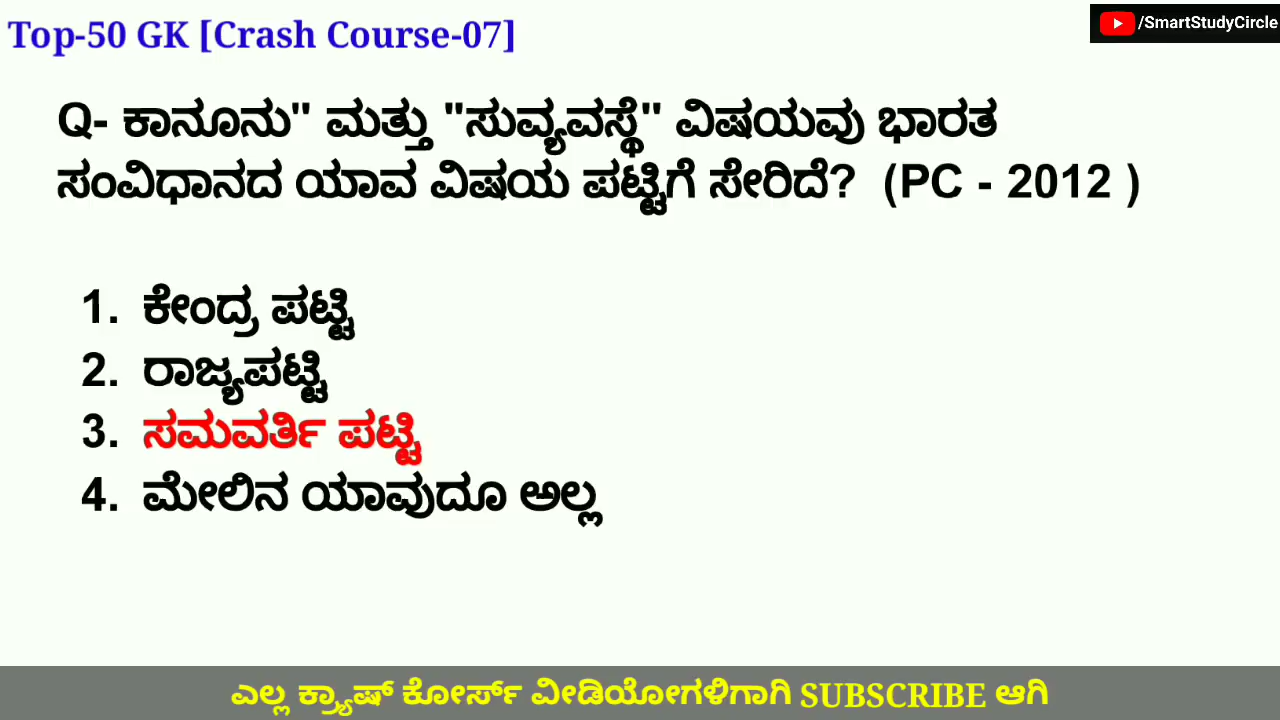 Top-50 GK [Crash Course-07]
/SmartStudyCircle
Q- ಕಾನೂನು" ಮತ್ತು "ಸುವ್ಯವಸ್ಥೆ" ವಿಷಯವು ಭಾರತ
ಸಂವಿಧಾನದ ಯಾವ ವಿಷಯ ಪಟ್ಟಿಗೆ ಸೇರಿದೆ? (PC - 2012 )
1. ಕೇಂದ್ರ ಪಟ್ಟಿ
2. ರಾಜ್ಯಪಟ್ಟಿ
3. ಸಮವರ್ತಿ ಪಟ್ಟಿ
4. ಮೇಲಿನ ಯಾವುದೂ ಅಲ್ಲ
ಎಲ್ಲ ಕ್ರ್ಯಾಷ್ ಕೋರ್ಸ್ ವೀಡಿಯೋಗಳಿಗಾಗಿ SUBSCRIBE ಆಗಿ